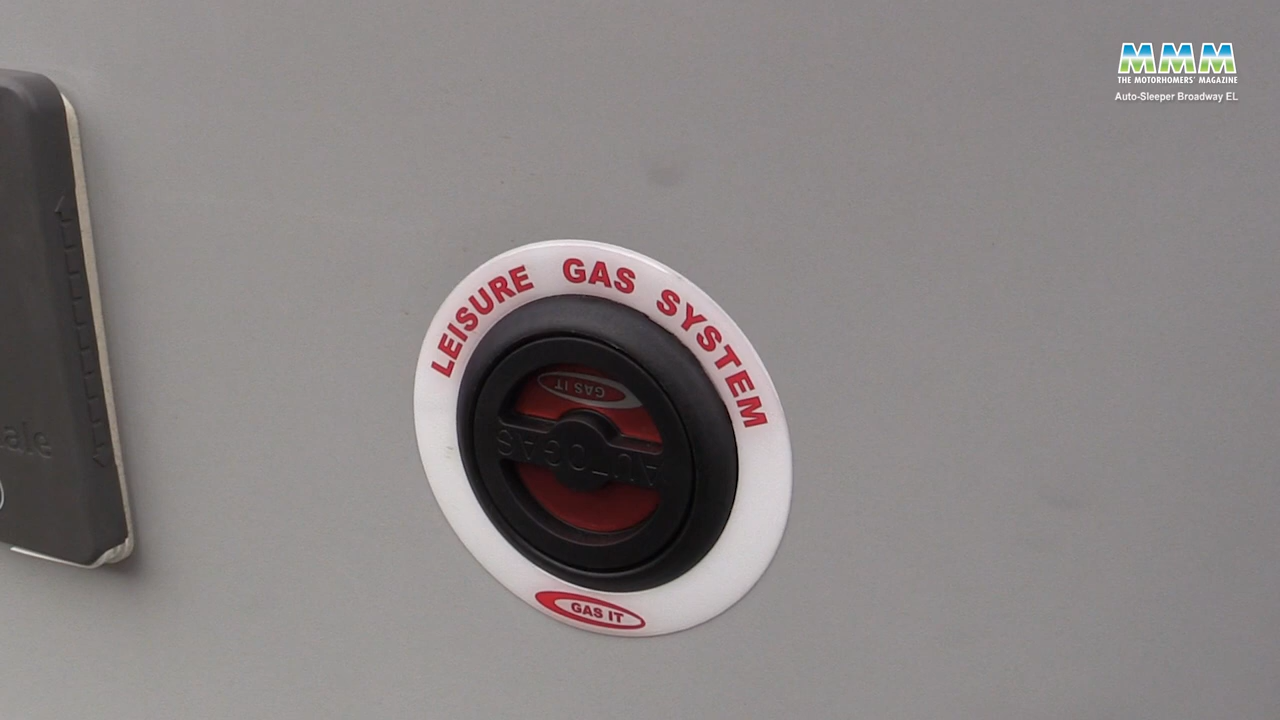 MMM
THE MOTORHOMERS' MAGAZINE
Auto-Sleeper Broadway EL
LEISURE GAS SYSTEM
GAS IT
AUTOGAS
GAS IT